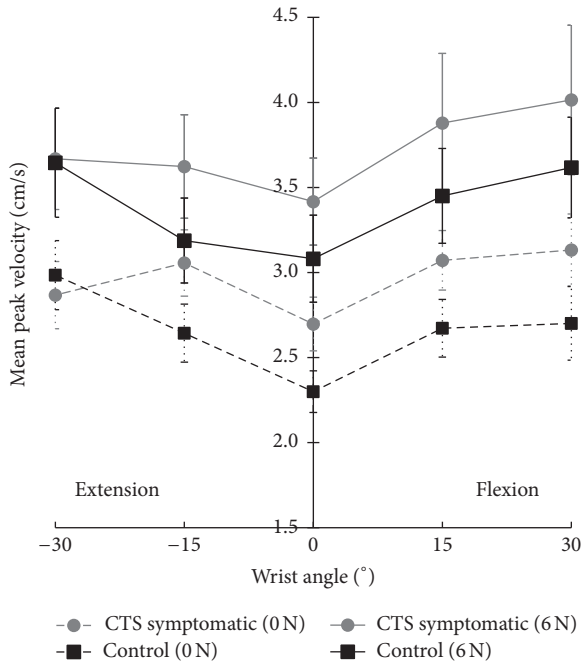 4.5
4.0
3.5
3.0
2.5
2.0
1.5
Mean peak velocity (cm/s)
Extension
Flexion
−30
−15
0
15
30
Wrist angle (°)
CTS symptomatic (0 N)
CTS symptomatic (6 N)
Control (0 N)
Control (6 N)